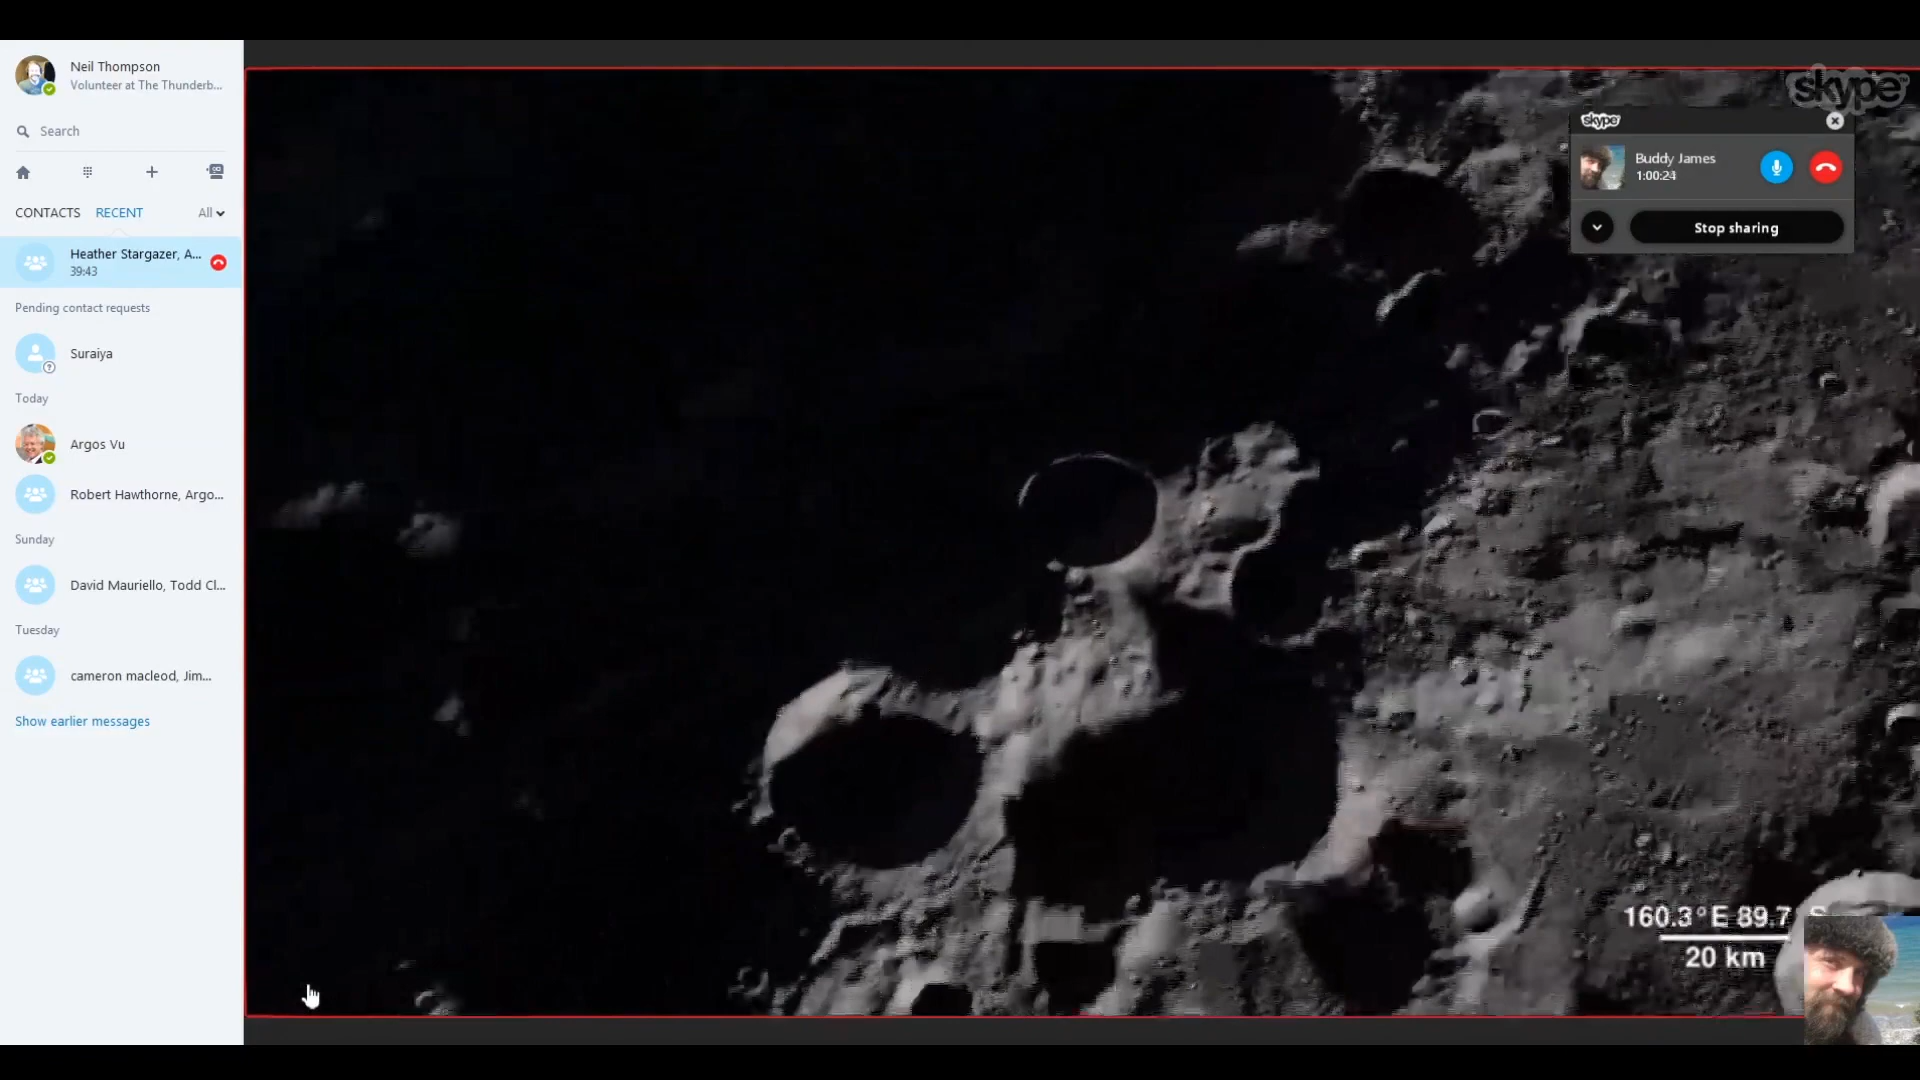 Neil Thompson
Volunteer at The Thunderb...
Search
CONTACTS RECENT All
Heather Stargazer, A...
39:43
Pending contact requests
Suraiya
Today
Argos Vu
Robert Hawthorne, Argo...
Sunday
David Mauriello, Todd Cl...
Tuesday
cameron macleod, Jim...
Show earlier messages
skype™
skype
Buddy James
1:00:24
Stop sharing
160.3°E 89.7°S
20 km